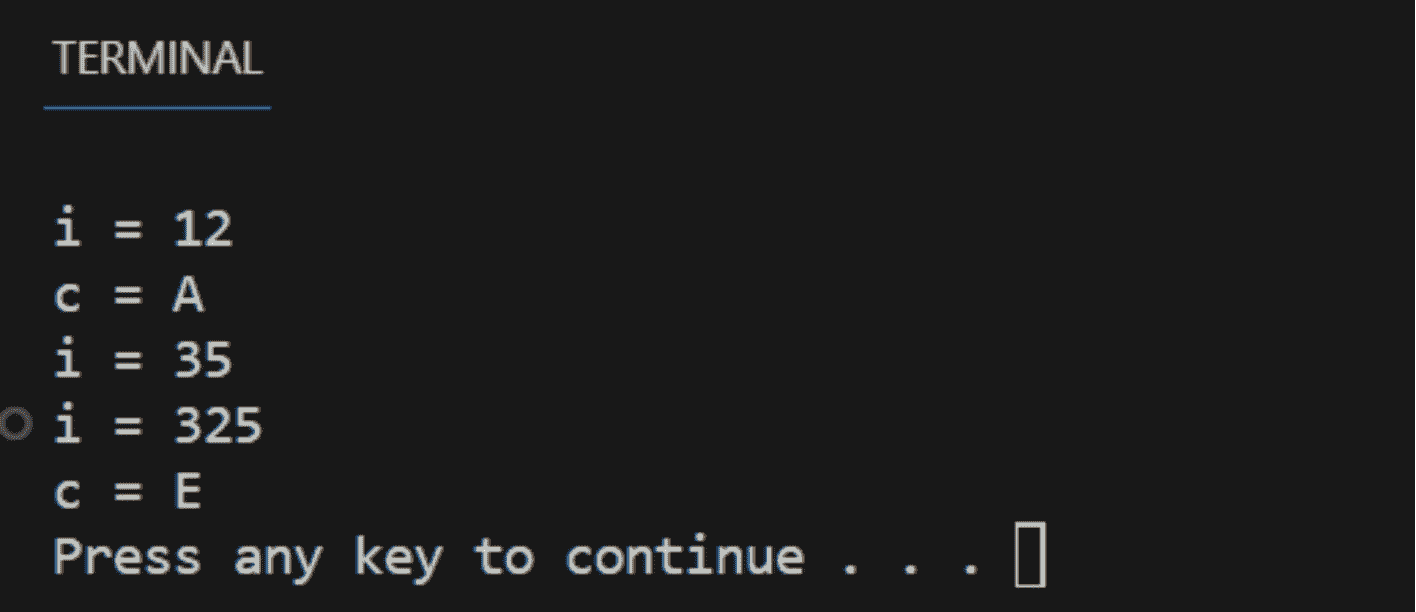 TERMINAL
i = 12
c = A
i = 35
i = 325
c = E
Press any key to continue . . .